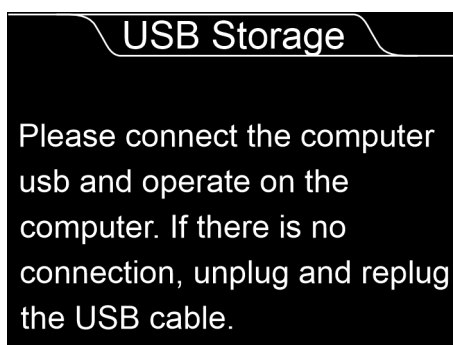 USB Storage
Please connect the computer
usb and operate on the
computer. If there is no
connection, unplug and replug
the USB cable.